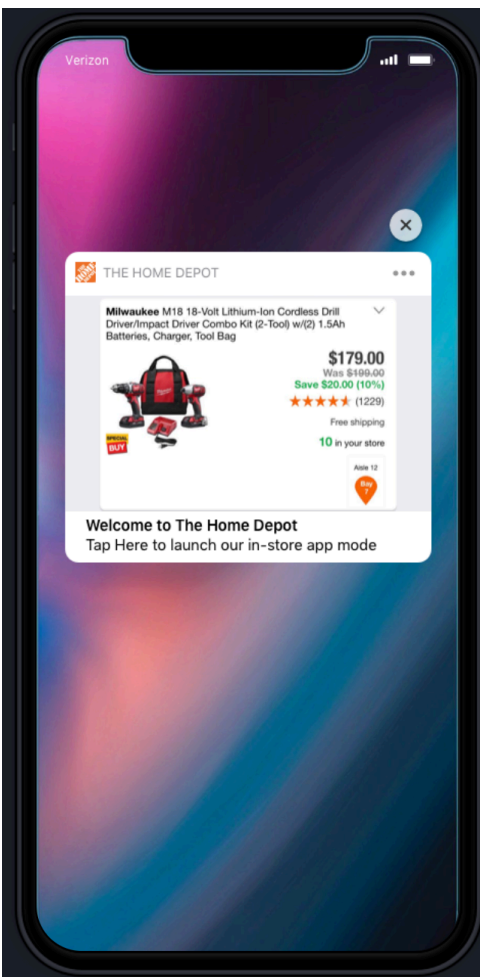 Verizon
THE HOME DEPOT
Milwaukee M18 18-Volt Lithium-Ion Cordless Drill
Driver/Impact Driver Combo Kit (2-Tool) w/(2) 1.5Ah
Batteries, Charger, Tool Bag
$179.00
Was $199.00
Save $20.00 (10%)
(1229)
Free shipping
SPECIAL
BUY
10 in your store
Aisle 12
Bay
7
Welcome to The Home Depot
Tap Here to launch our in-store app mode